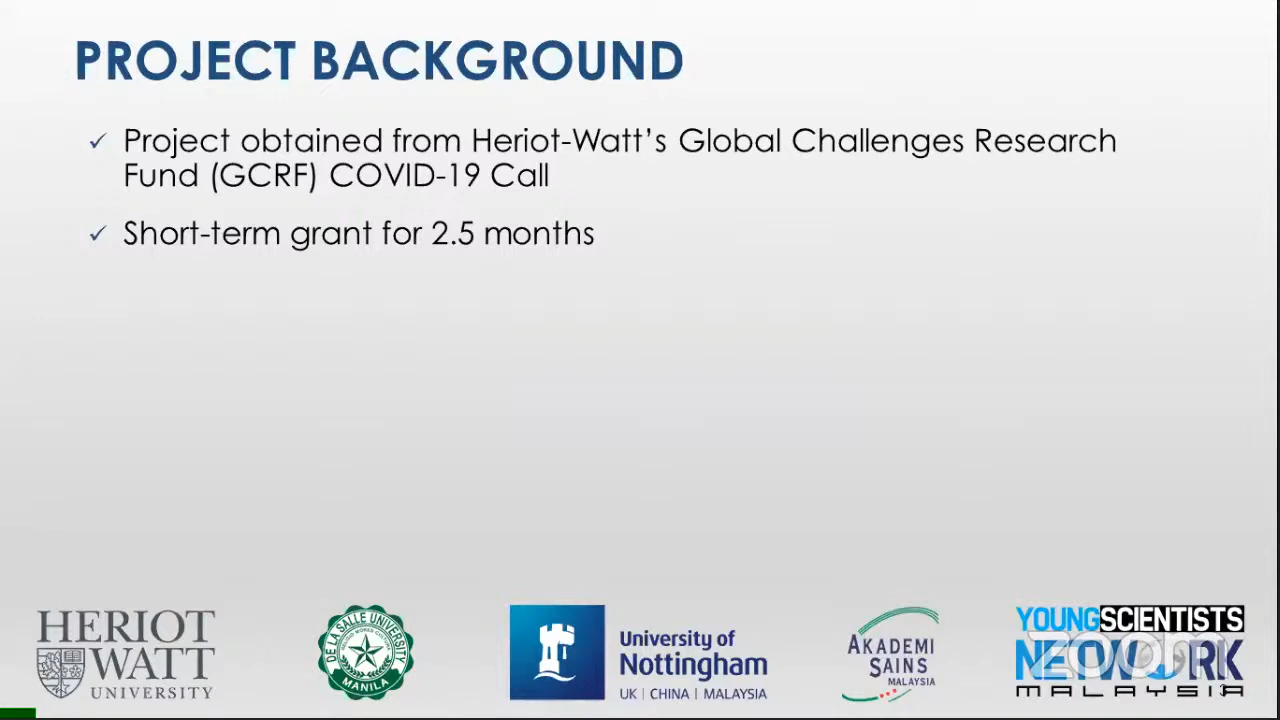 PROJECT BACKGROUND
✓ Project obtained from Heriot-Watt's Global Challenges Research
Fund (GCRF) COVID-19 Call
✓ Short-term grant for 2.5 months
HERIOT
WATT
UNIVERSITY
DE LA SALLE UNIVERSITY
MANILA
University of
Nottingham
UK | CHINA | MALAYSIA
AKADEMI
SAINS
MALAYSIA
YOUNGSCIENTISTS
NETWORK
MALAYSIA
zoom